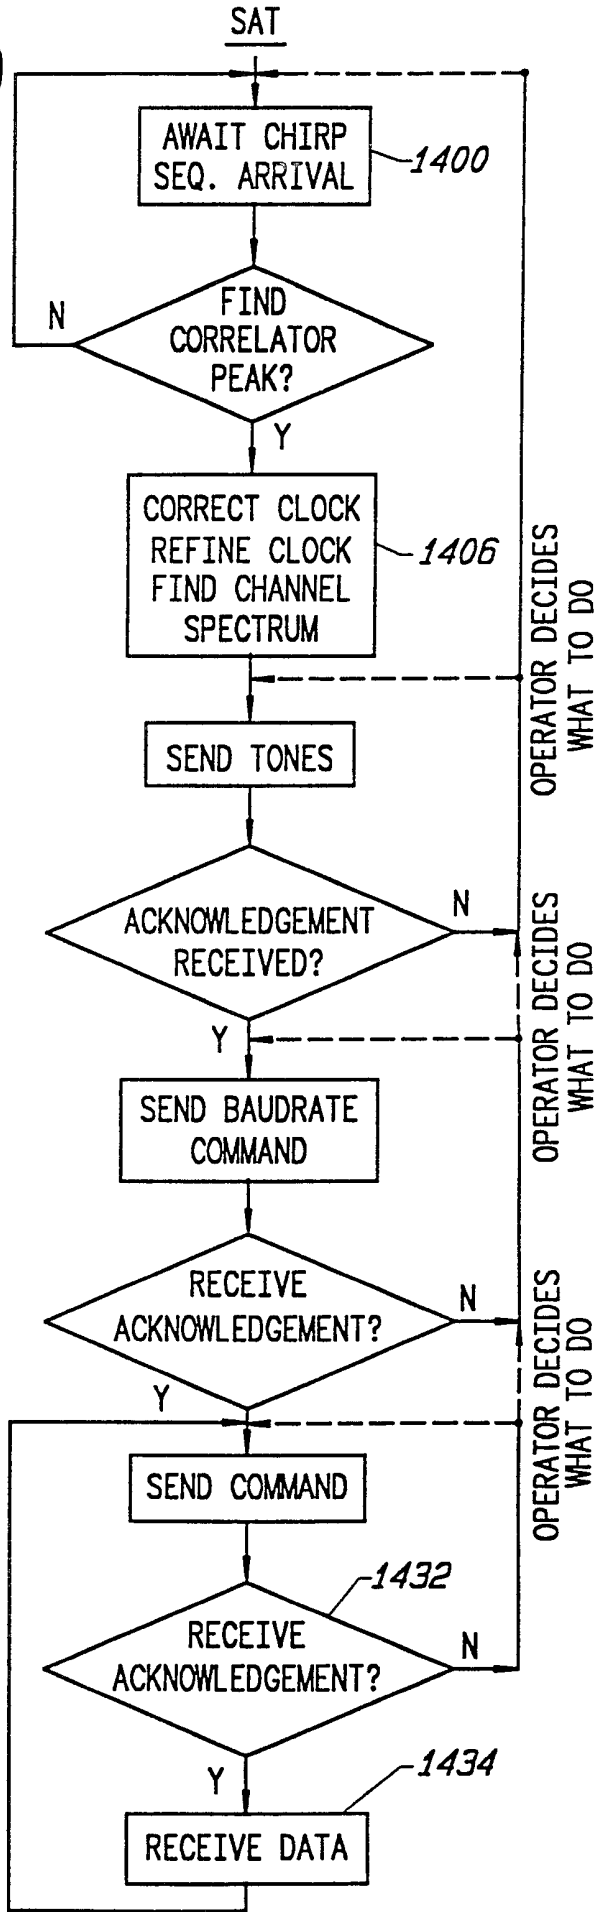 SAT
AWAIT CHIRP
SEQ. ARRIVAL
1400
N
FIND
CORRELATOR
PEAK?
Y
CORRECT CLOCK
REFINE CLOCK
FIND CHANNEL
SPECTRUM
1406
OPERATOR DECIDES
WHAT TO DO
SEND TONES
ACKNOWLEDGEMENT
RECEIVED?
N
Y
OPERATOR DECIDES
WHAT TO DO
SEND BAUDRATE
COMMAND
RECEIVE
ACKNOWLEDGEMENT?
N
Y
OPERATOR DECIDES
WHAT TO DO
SEND COMMAND
1432
RECEIVE
ACKNOWLEDGEMENT?
N
Y
1434
RECEIVE DATA